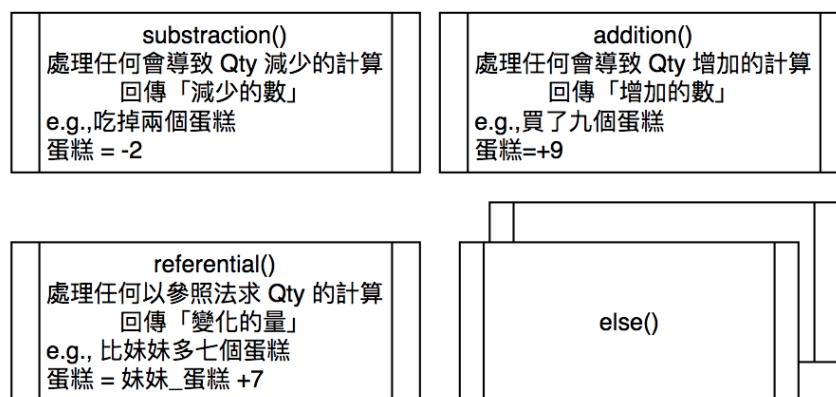 substraction()
處理任何會導致 Qty 減少的計算
回傳「減少的數」
e.g.,吃掉兩個蛋糕
蛋糕 = -2
addition()
處理任何會導致 Qty 增加的計算
回傳「增加的數」
e.g.,買了九個蛋糕
蛋糕=+9
referential()
處理任何以參照法求 Qty 的計算
回傳「變化的量」
e.g., 比妹妹多七個蛋糕
蛋糕 = 妹妹_蛋糕 +7
else()